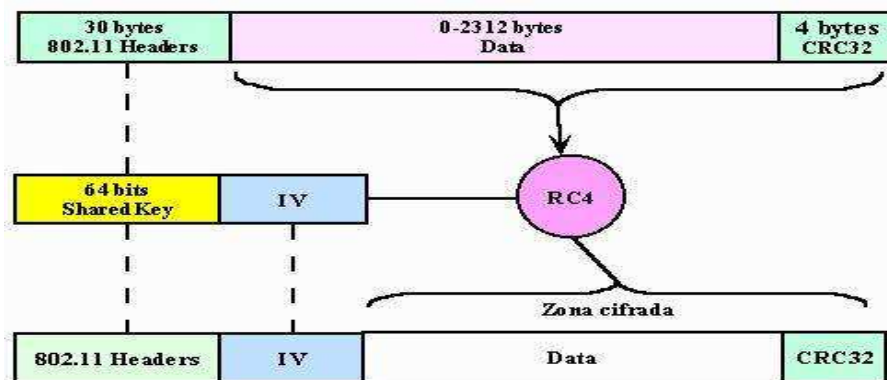 30 bytes
802.11 Headers
0-2312 bytes
Data
4 bytes
CRC32
64 bits
Shared Key
IV
RC4
Zona cifrada
802.11 Headers
IV
Data
CRC32